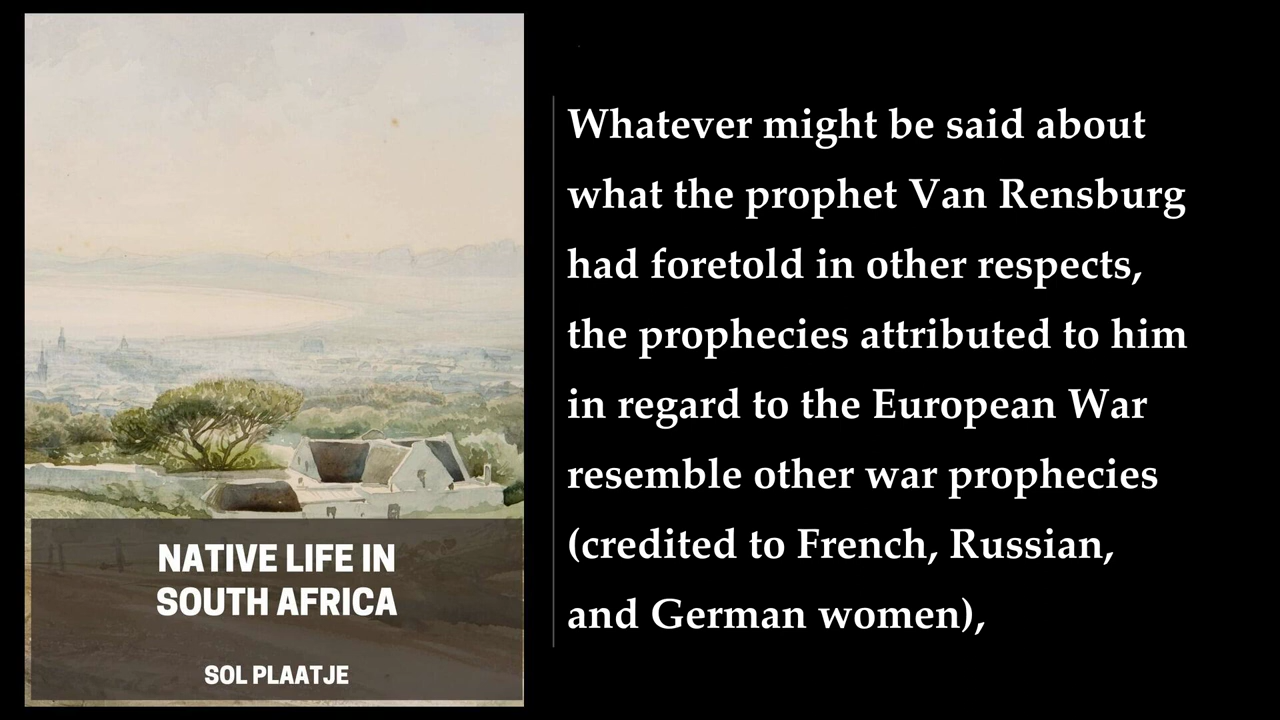 NATIVE LIFE IN
SOUTH AFRICA
SOL PLAATJE
Whatever might be said about
what the prophet Van Rensburg
had foretold in other respects,
the prophecies attributed to him
in regard to the European War
resemble other war prophecies
(credited to French, Russian,
and German women),